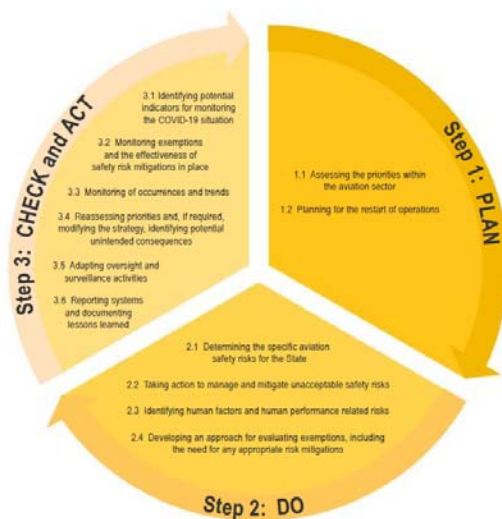 Step 1: PLAN
1.1 Assessing the priorities within
the aviation sector
1.2 Planning for the restart of operations
Step 2: DO
2.1 Determining the specific aviation
safety risks for the State
2.2 Taking action to manage and mitigate unacceptable safety risks
2.3 Identifying human factors and human performance related risks
2.4 Developing an approach for evaluating exemptions, including
the need for any appropriate risk mitigations
Step 3: CHECK and ACT
3.1 Identifying potential
indicators for monitoring
the COVID-19 situation
3.2 Monitoring exemptions
and the effectiveness of
safety risk mitigations in place
3.3 Monitoring of occurrences and trends
3.4 Reassessing priorities and, if required,
modifying the strategy, identifying potential
unintended consequences
3.5 Adapting oversight and
surveillance activities
3.6 Reporting systems
and documenting
lessons learned